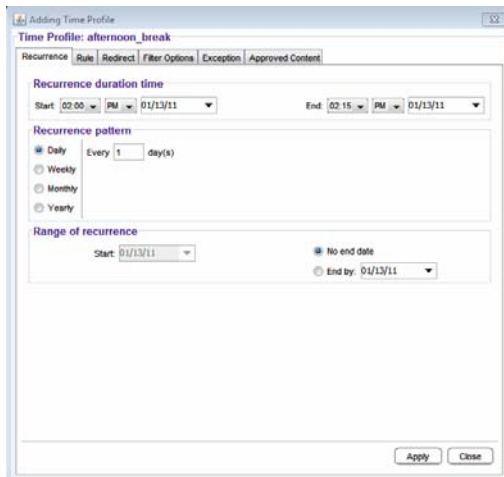 Adding Time Profile
Time Profile: afternoon_break
Recurrence Rule Redirect Filter Options Exception Approved Content
Recurrence duration time
Start: 02:00 PM 01/13/11 End: 02:15 PM 01/13/11
Recurrence pattern
Daily Every 1 day(s)
Weekly
Monthly
Yearly
Range of recurrence
Start: 01/13/11 No end date
End by: 01/13/11
Apply Close